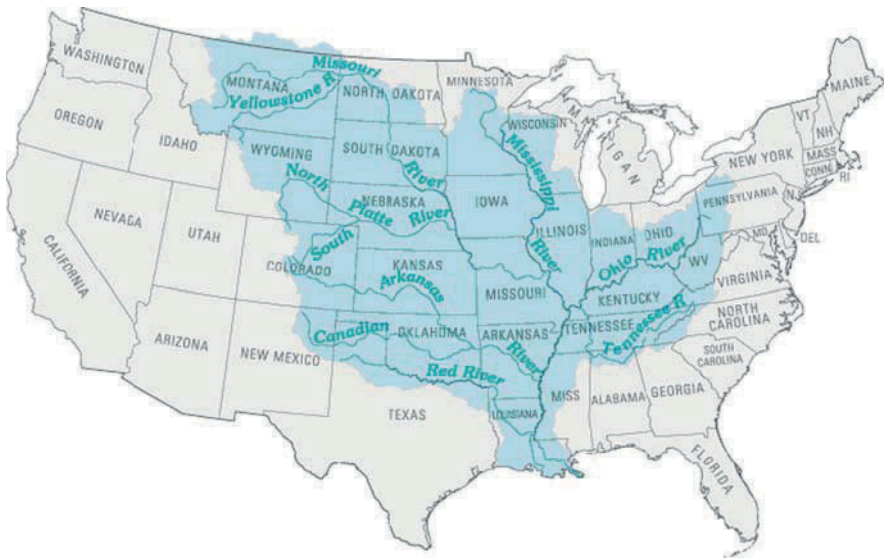 WASHINGTON
MONTANA
Missouri
NORTH DAKOTA
MINNESOTA
MAINE
Yellowstone R
OREGON
IDAHO
WYOMING
SOUTH DAKOTA
River
WISCONSIN
MICHIGAN
VT
NH
MASS
CONN
RI
NEW YORK
Mississippi
River
NEVADA
UTAH
North
Platte River
South
NEBRASKA
IOWA
ILLINOIS
INDIANA
OHIO
PENNSYLVANIA
N
MD
DEL
CALIFORNIA
COLORADO
KANSAS
Arkansas
River
MISSOURI
Ohio River
WV
VIRGINIA
KENTUCKY
NORTH CAROLINA
ARIZONA
NEW MEXICO
Canadian
OKLAHOMA
ARKANSAS
TENNESSEE
Tennessee R
SOUTH CAROLINA
Red River
TEXAS
LOUISIANA
MISS
ALABAMA
GEORGIA
FLORIDA